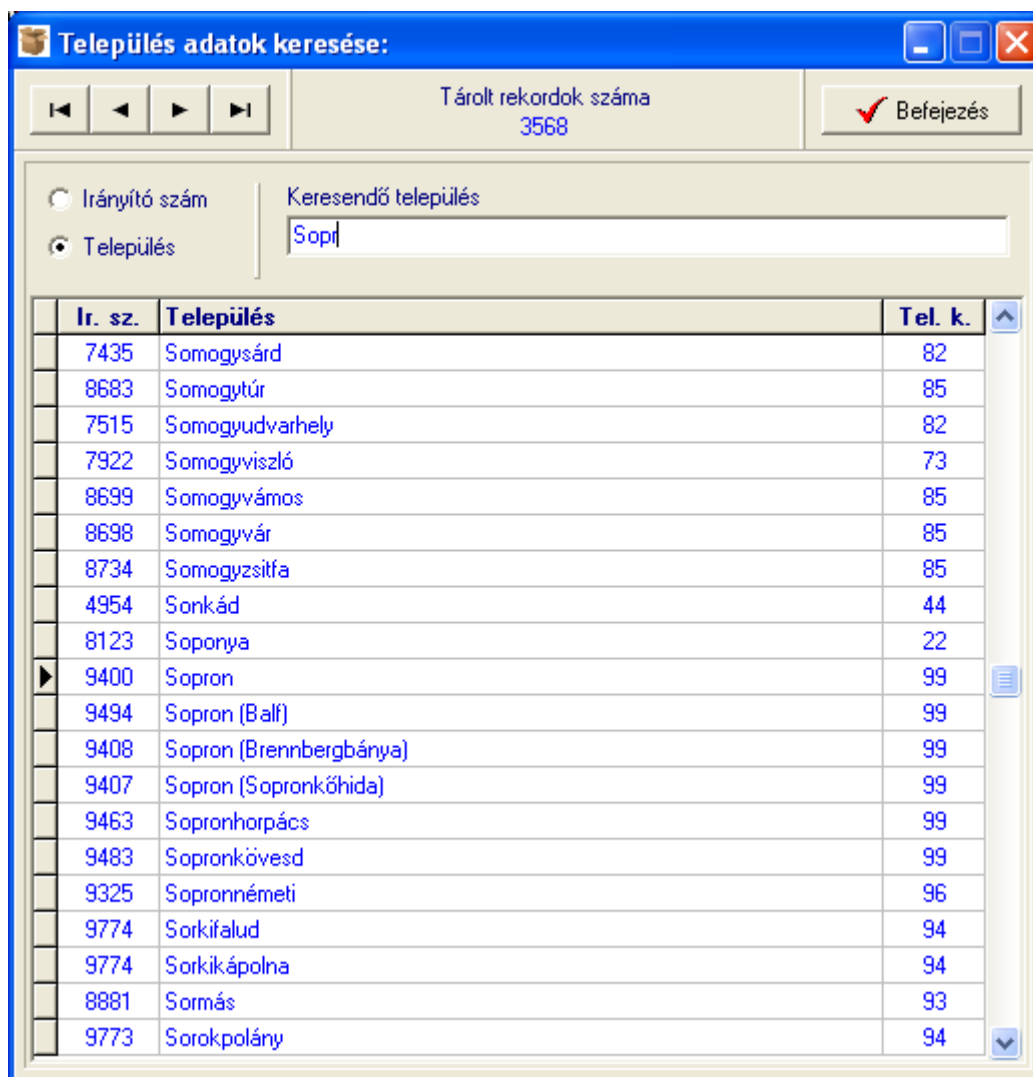 Település adatok keresése:
Tárolt rekordok száma
3568
Befejezés
Irányító szám
Település
Keresendő település
Sopr
Ir. sz. Település Tel. k.
7435 Somogysárd 82
8683 Somogytúr 85
7515 Somogyudvarhely 82
7922 Somogyviszló 73
8699 Somogyvámos 85
8698 Somogyvár 85
8734 Somogyzsitfa 85
4954 Sonkád 44
8123 Soponya 22
9400 Sopron 99
9494 Sopron (Balf) 99
9408 Sopron (Brennbergbánya) 99
9407 Sopron (Sopronkőhida) 99
9463 Sopronhorpács 99
9483 Sopronkövesd 99
9325 Sopronnémeti 96
9774 Sorkifalud 94
9774 Sorkikápolna 94
8881 Sormás 93
9773 Sorokpolány 94